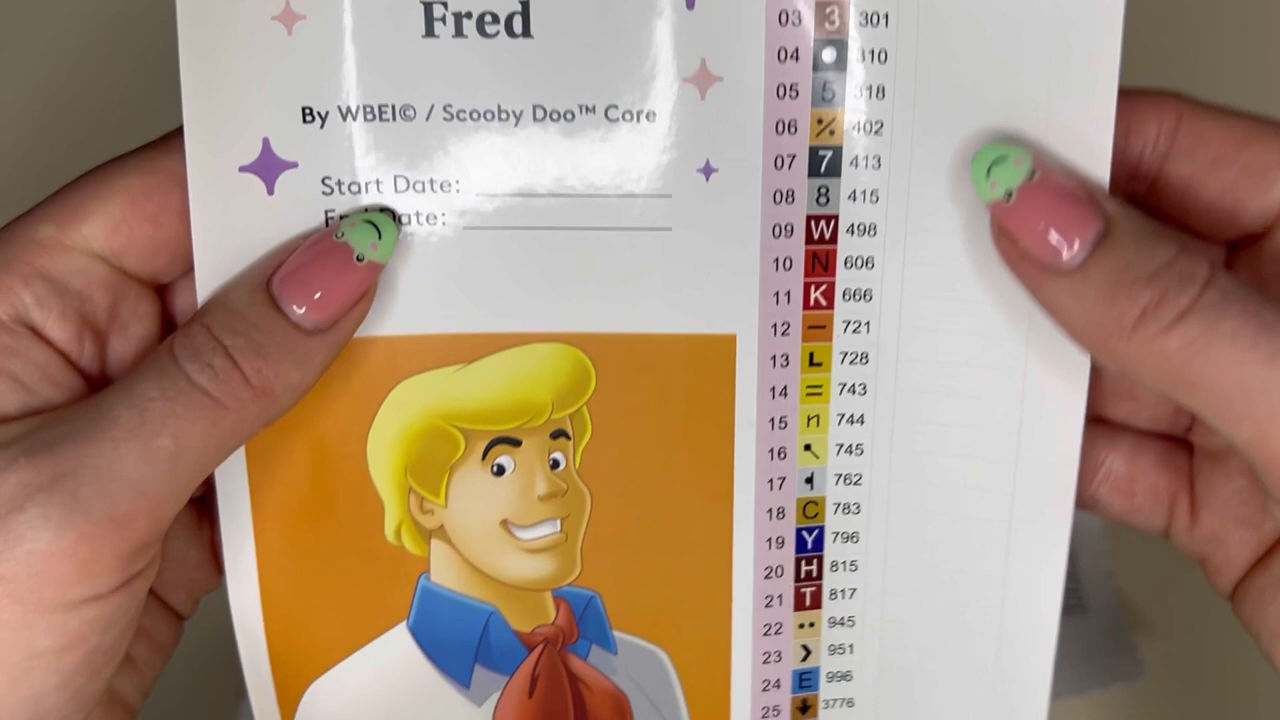 Fred
By WBEI© / Scooby Doo™ Core
Start Date:
End Date:
03 3 301
04 310
05 5 318
06 % 402
07 7 413
08 8 415
09 W 498
10 N 606
11 K 666
12 – 721
13 L 728
14 = 743
15 n 744
16 745
17 762
18 C 783
19 Y 796
20 H 815
21 T 817
22 •• 945
23 ❯ 951
24 E 996
25 3776